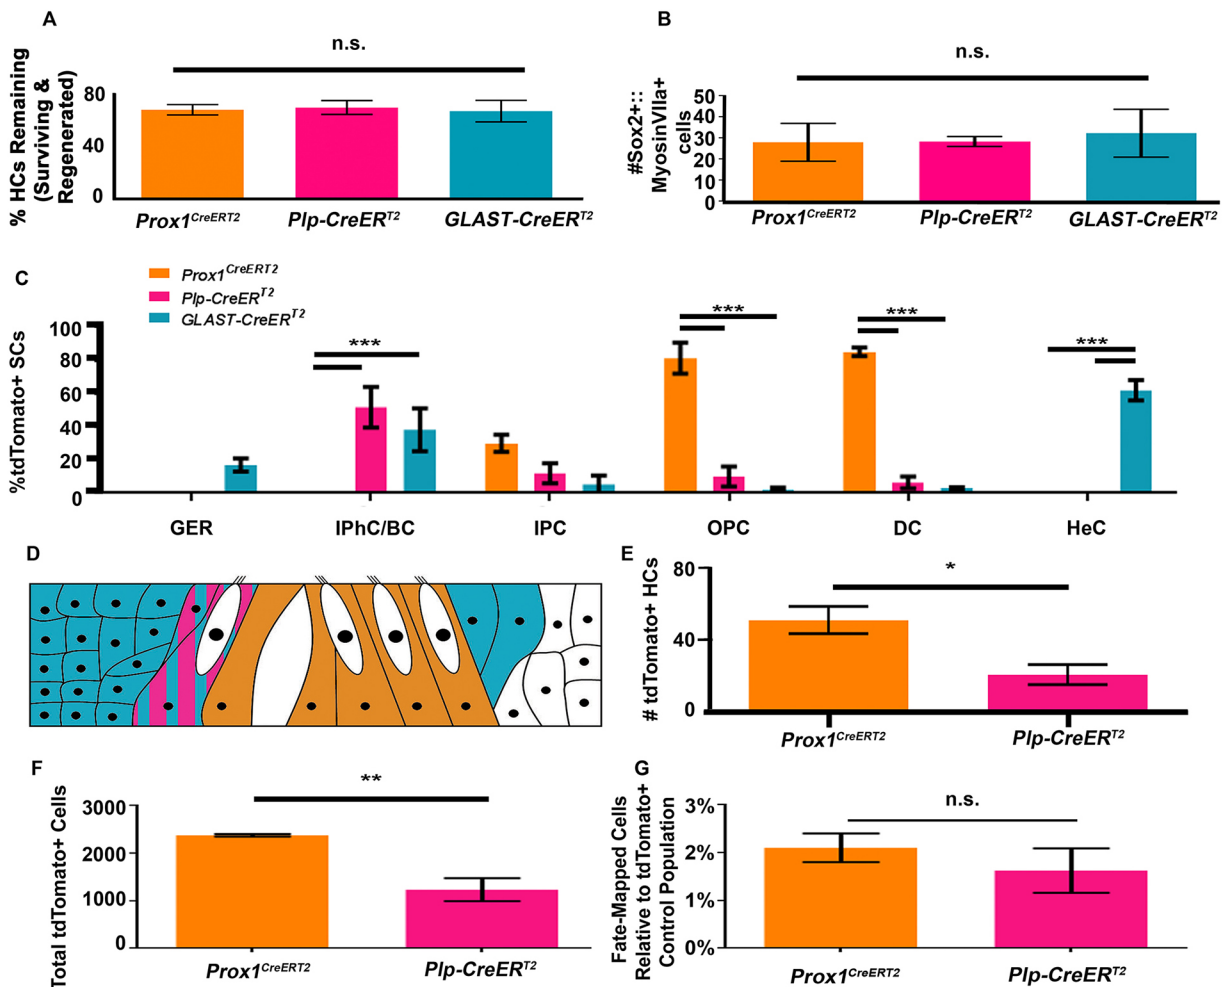 A
n.s.
% HCs Remaining
(Surviving &
Regenerated)
80
40
0
Prox1CreERT2
Plp-CreERT2
GLAST-CreERT2
B
n.s.
#Sox2+::
MyosinVIIa+
cells
50
40
30
20
10
0
Prox1CreERT2
Plp-CreERT2
GLAST-CreERT2
C
Prox1CreERT2
Plp-CreERT2
GLAST-CreERT2
%tdTomato+ SCs
100
80
60
40
20
0
***
***
***
***
GER
IPhC/BC
IPC
OPC
DC
HeC
D
E
# tdTomato+ HCs
80
40
0
*
Prox1CreERT2
Plp-CreERT2
F
Total tdTomato+ Cells
3000
2000
1000
0
**
Prox1CreERT2
Plp-CreERT2
G
Fate-Mapped Cells
Relative to tdTomato+
Control Population
3%
2%
1%
0%
n.s.
Prox1CreERT2
Plp-CreERT2